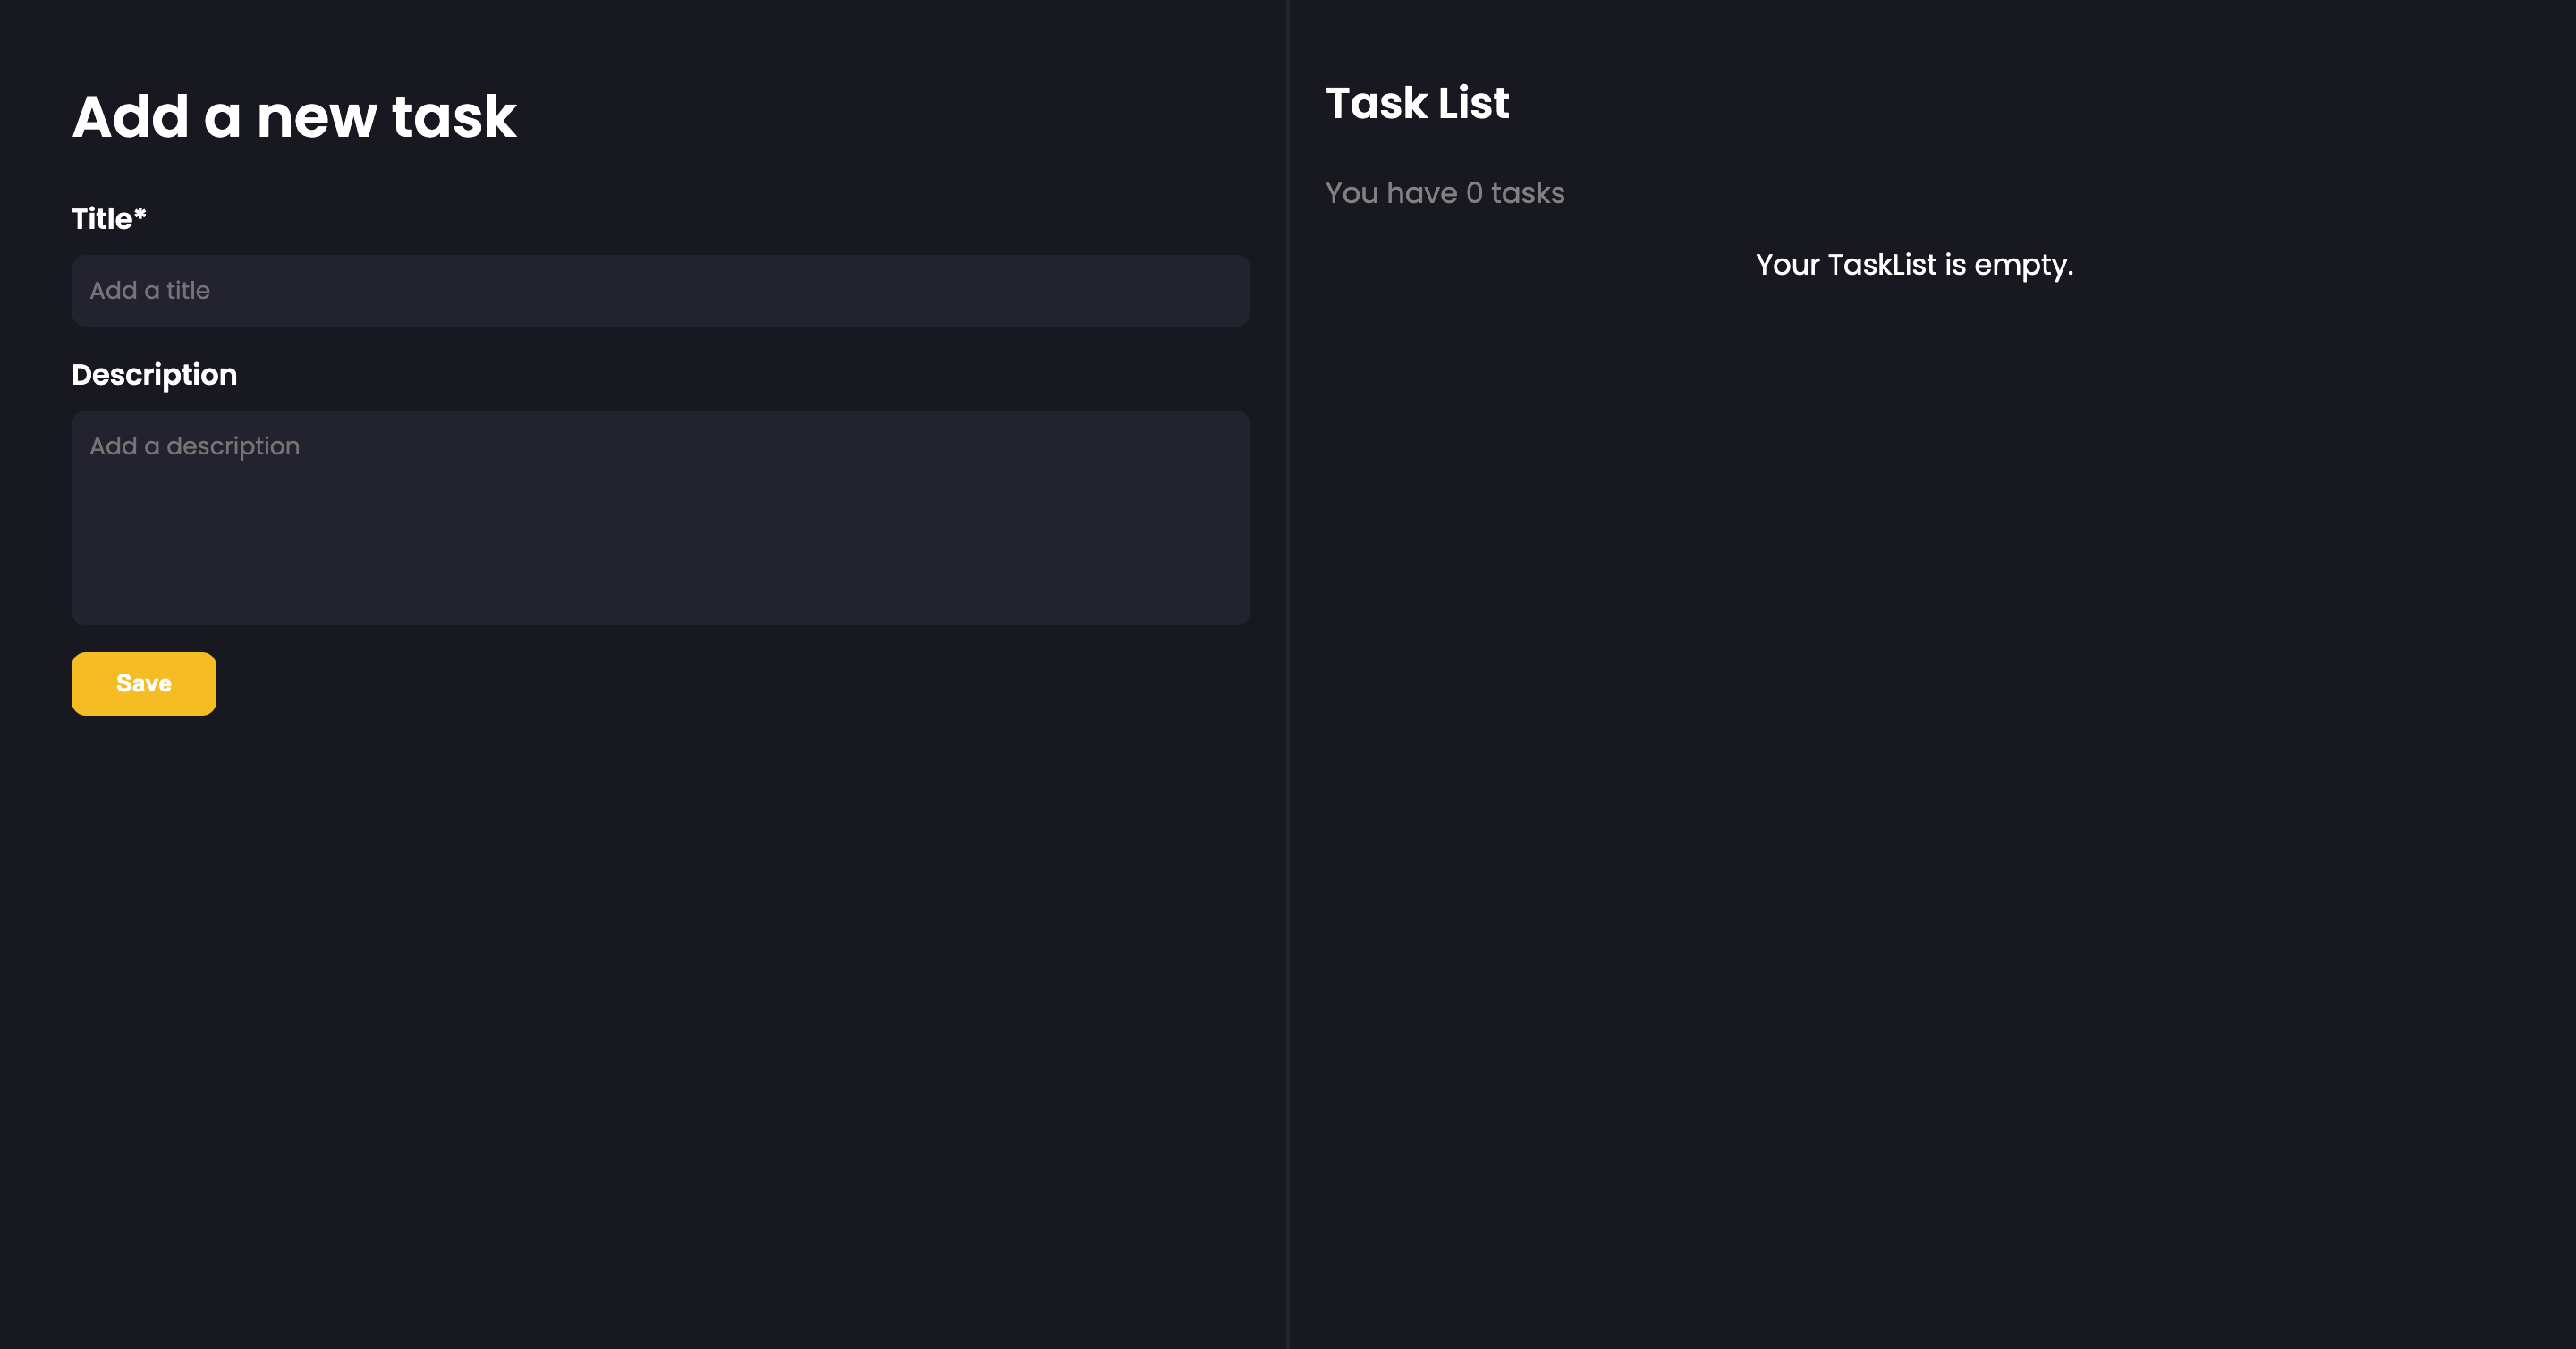 Add a new task
Title*
Add a title
Description
Add a description
Save
Task List
You have 0 tasks
Your TaskList is empty.